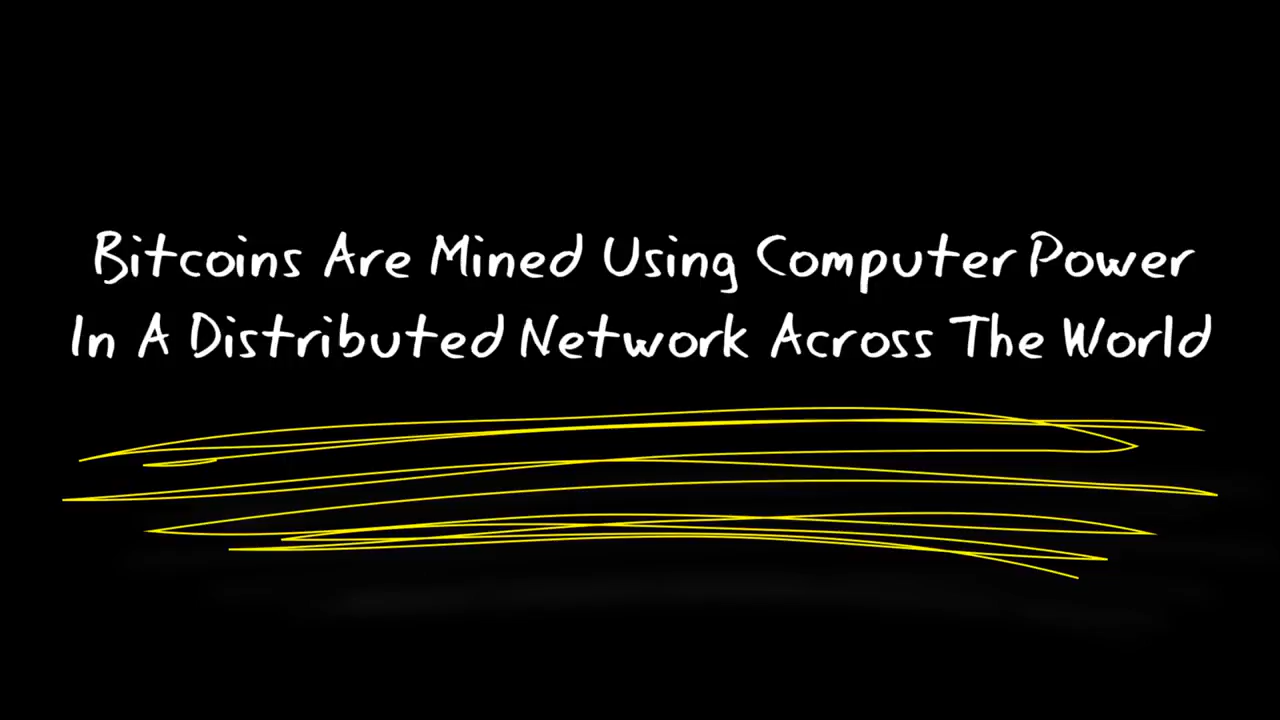 Bitcoins Are Mined Using Computer Power
In A Distributed Network Across The World